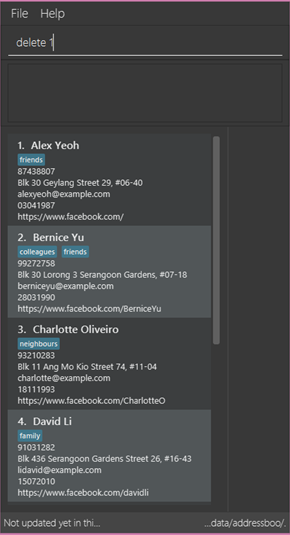 File Help
delete 1
1. Alex Yeoh
friends
87438807
Blk 30 Geylang Street 29, #06-40
alexyeoh@example.com
03041987
https://www.facebook.com/
2. Bernice Yu
colleagues friends
99272758
Blk 30 Lorong 3 Serangoon Gardens, #07-18
berniceyu@example.com
28031990
https://www.facebook.com/BerniceYu
3. Charlotte Oliveiro
neighbours
93210283
Blk 11 Ang Mo Kio Street 74, #11-04
charlotte@example.com
18111993
https://www.facebook.com/CharlotteO
4. David Li
family
91031282
Blk 436 Serangoon Gardens Street 26, #16-43
lidavid@example.com
15072010
https://www.facebook.com/davidli
Not updated yet in thi... ...data/addressboo/.